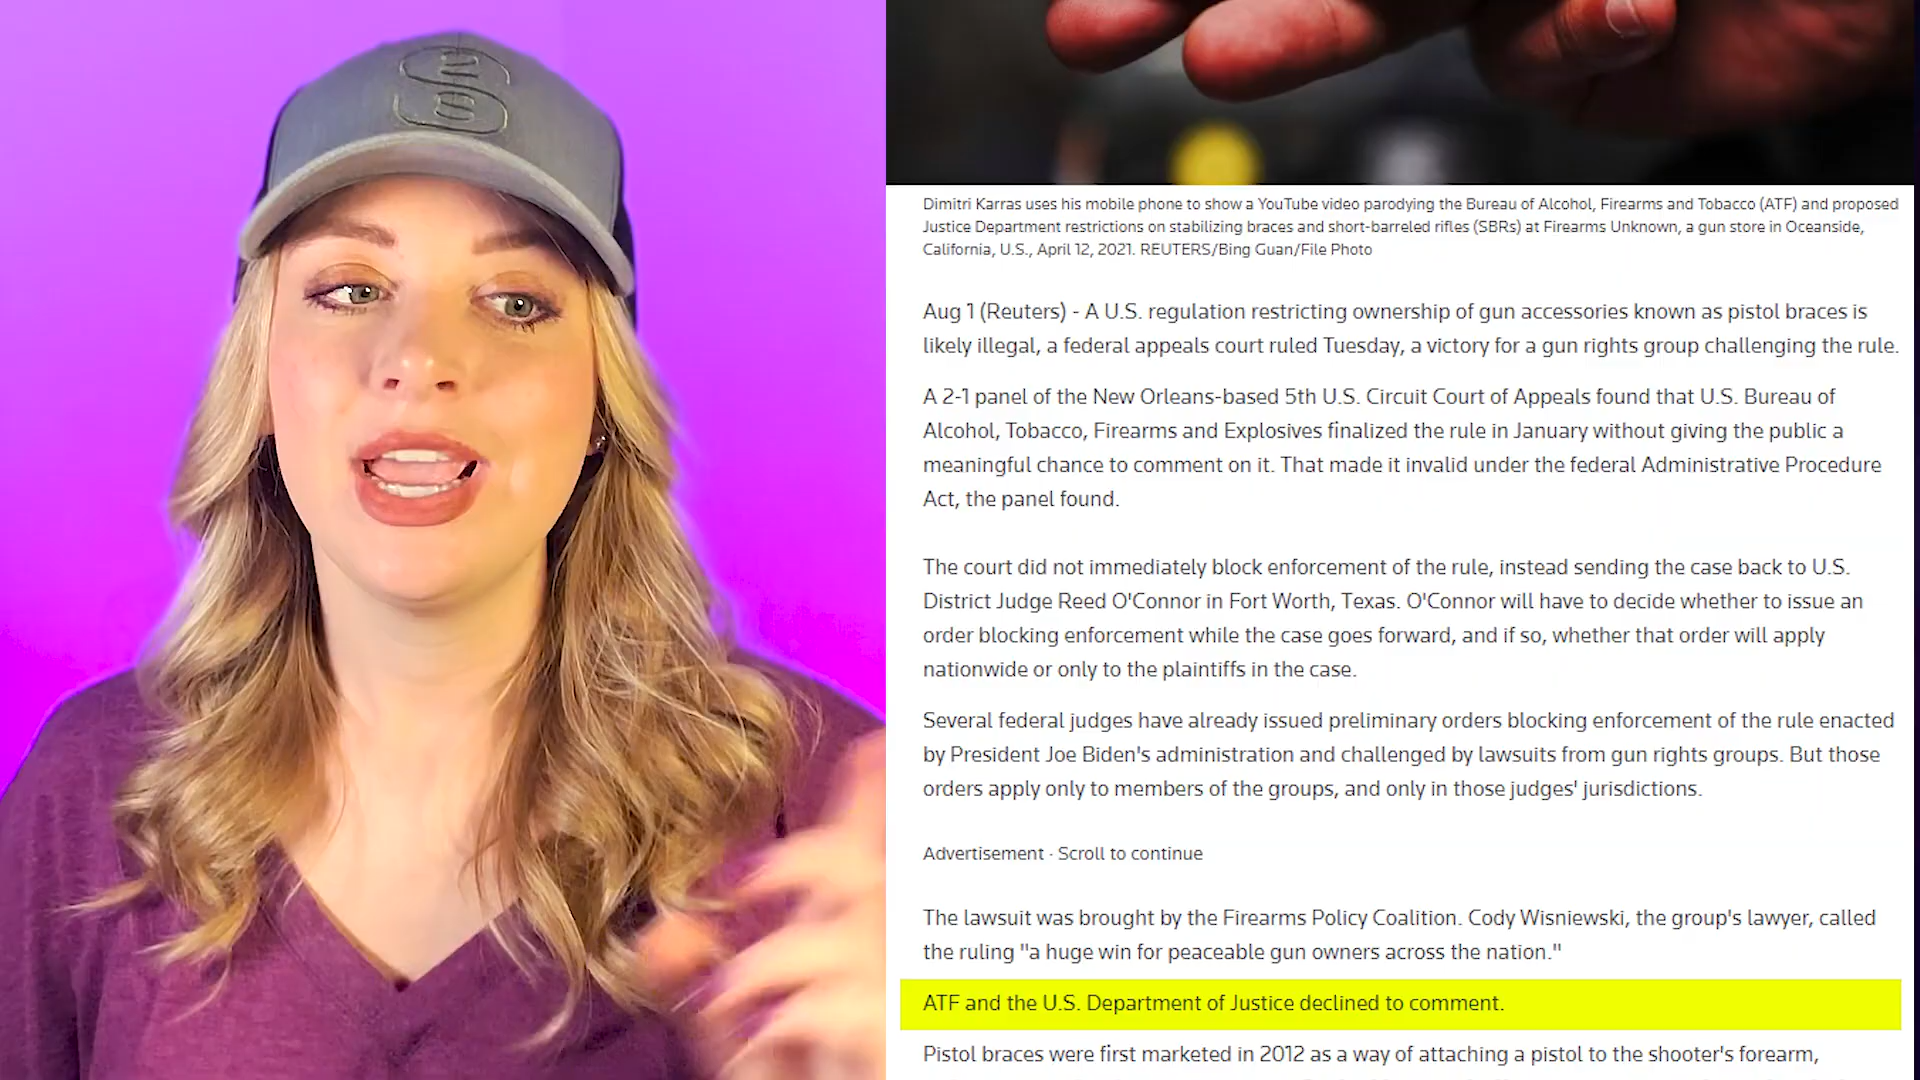 Dimitri Karras uses his mobile phone to show a YouTube video parodying the Bureau of Alcohol, Firearms and Tobacco (ATF) and proposed
Justice Department restrictions on stabilizing braces and short-barreled rifles (SBRs) at Firearms Unknown, a gun store in Oceanside,
California, U.S., April 12, 2021. REUTERS/Bing Guan/File Photo
Aug 1 (Reuters) - A U.S. regulation restricting ownership of gun accessories known as pistol braces is
likely illegal, a federal appeals court ruled Tuesday, a victory for a gun rights group challenging the rule.
A 2-1 panel of the New Orleans-based 5th U.S. Circuit Court of Appeals found that U.S. Bureau of
Alcohol, Tobacco, Firearms and Explosives finalized the rule in January without giving the public a
meaningful chance to comment on it. That made it invalid under the federal Administrative Procedure
Act, the panel found.
The court did not immediately block enforcement of the rule, instead sending the case back to U.S.
District Judge Reed O'Connor in Fort Worth, Texas. O'Connor will have to decide whether to issue an
order blocking enforcement while the case goes forward, and if so, whether that order will apply
nationwide or only to the plaintiffs in the case.
Several federal judges have already issued preliminary orders blocking enforcement of the rule enacted
by President Joe Biden's administration and challenged by lawsuits from gun rights groups. But those
orders apply only to members of the groups, and only in those judges' jurisdictions.
Advertisement · Scroll to continue
The lawsuit was brought by the Firearms Policy Coalition. Cody Wisniewski, the group's lawyer, called
the ruling "a huge win for peaceable gun owners across the nation."
ATF and the U.S. Department of Justice declined to comment.
Pistol braces were first marketed in 2012 as a way of attaching a pistol to the shooter's forearm,